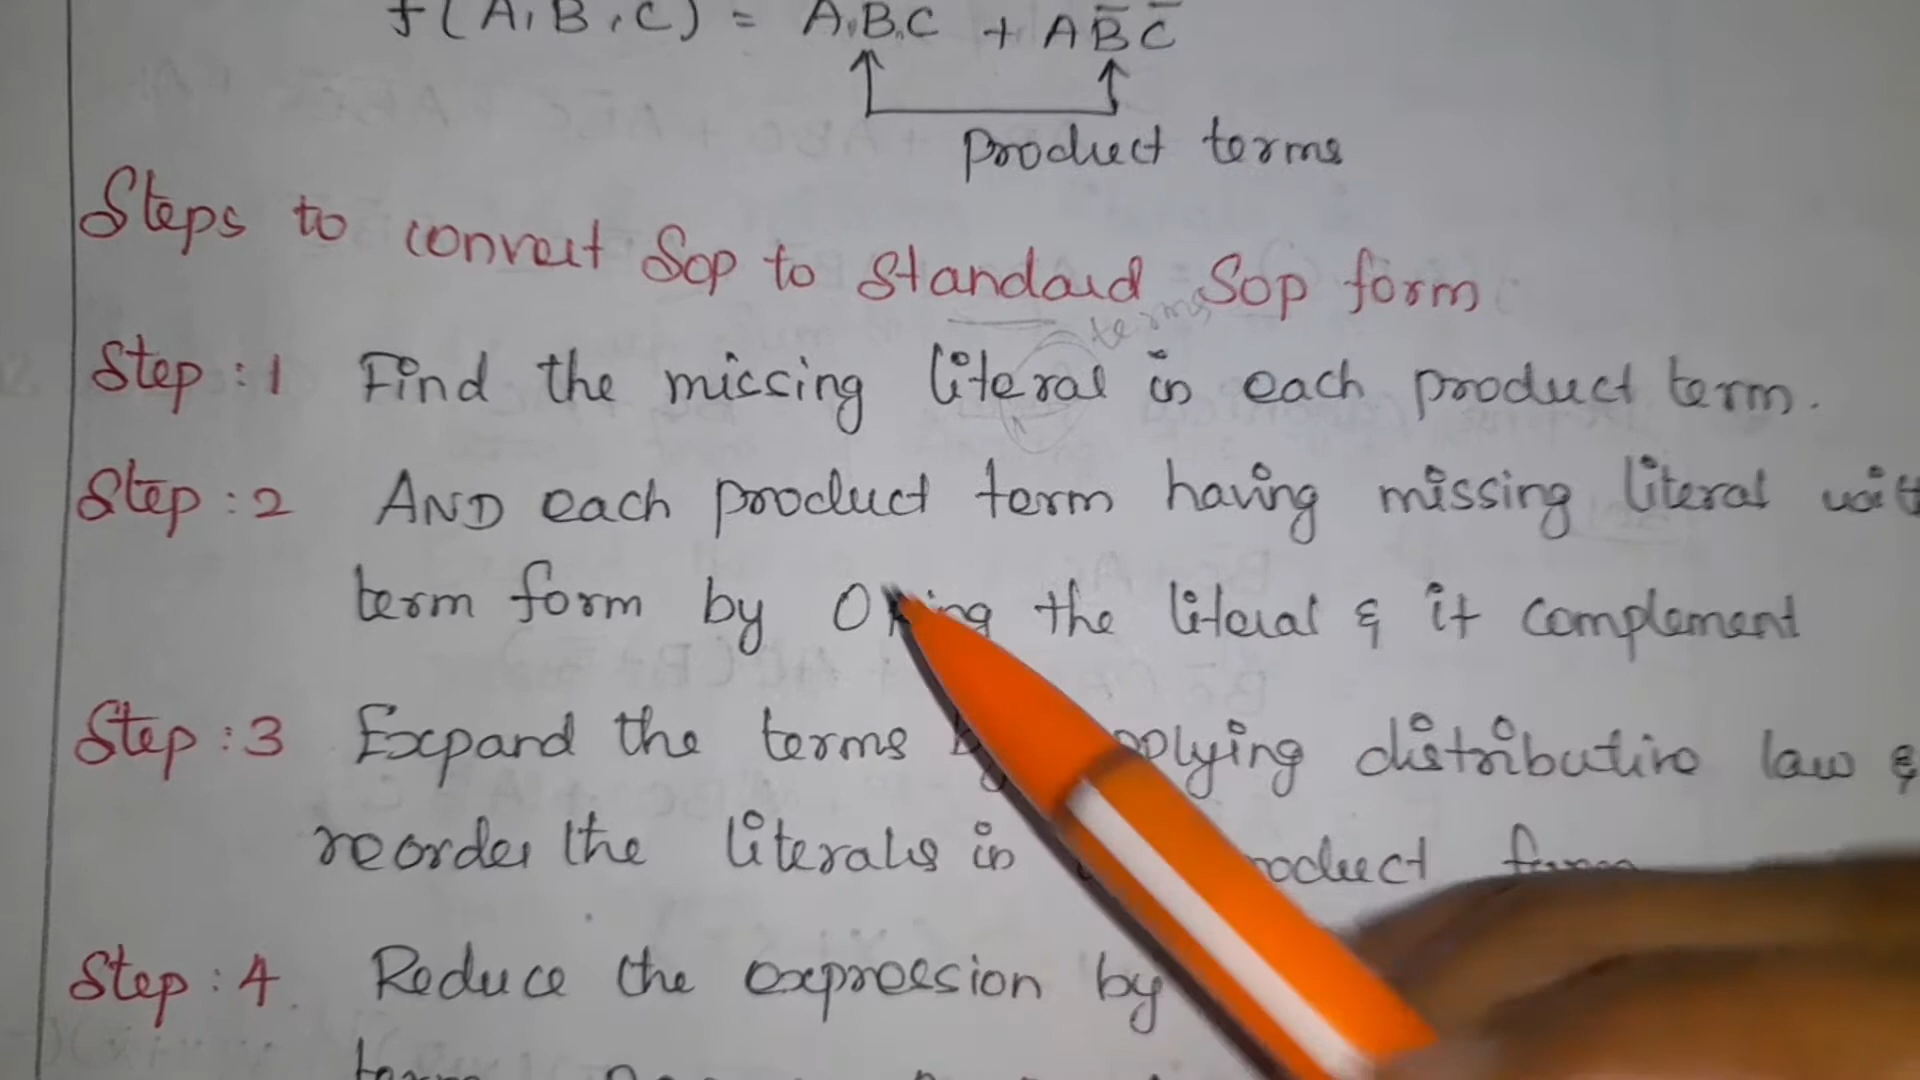 f(A,B,C) = A.B.C + AB̅C̅
product terms
Steps to convert Sop to standard Sop form
terms
Step:1 Find the missing literal in each product term.
Step:2 AND each product term having missing literal
term form by the literal & it complement
Step:3 Expand the terms distributive law &
reorder the literals in
Step:4 Reduce the expression by